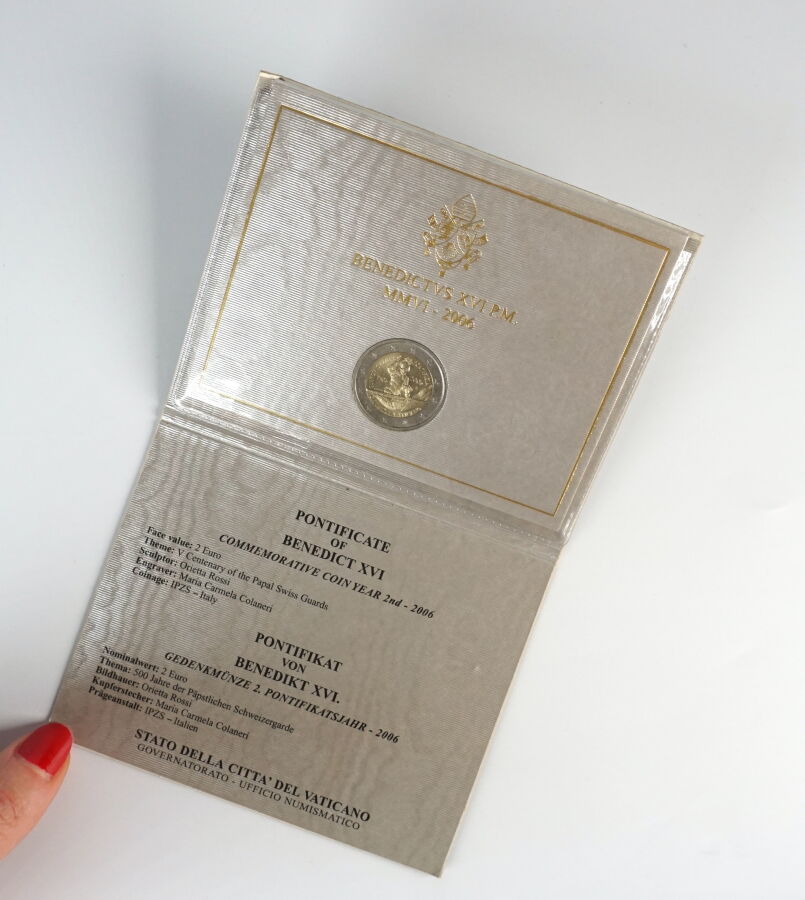 BENEDICTVS XVI P.M.
MMVI - 2006
PONTIFICATE
OF
BENEDICT XVI
COMMEMORATIVE COIN YEAR 2nd - 2006
Face value: 2 Euro
Theme: V Centenary of the Papal Swiss Guards
Sculptor: Orietta Rossi
Engraver: Maria Carmela Colaneri
Coinage: IPZS – Italy
PONTIFIKAT
VON
BENEDIKT XVI.
GEDENKMÜNZE 2. PONTIFIKATSJAHR - 2006
Nominalwert: 2 Euro
Thema: 500 Jahre der Päpstlichen Schweizergarde
Bildhauer: Orietta Rossi
Kupferstecher: Maria Carmela Colaneri
Prägeanstalt: IPZS – Italien
STATO DELLA CITTA' DEL VATICANO
GOVERNATORATO - UFFICIO NUMISMATICO